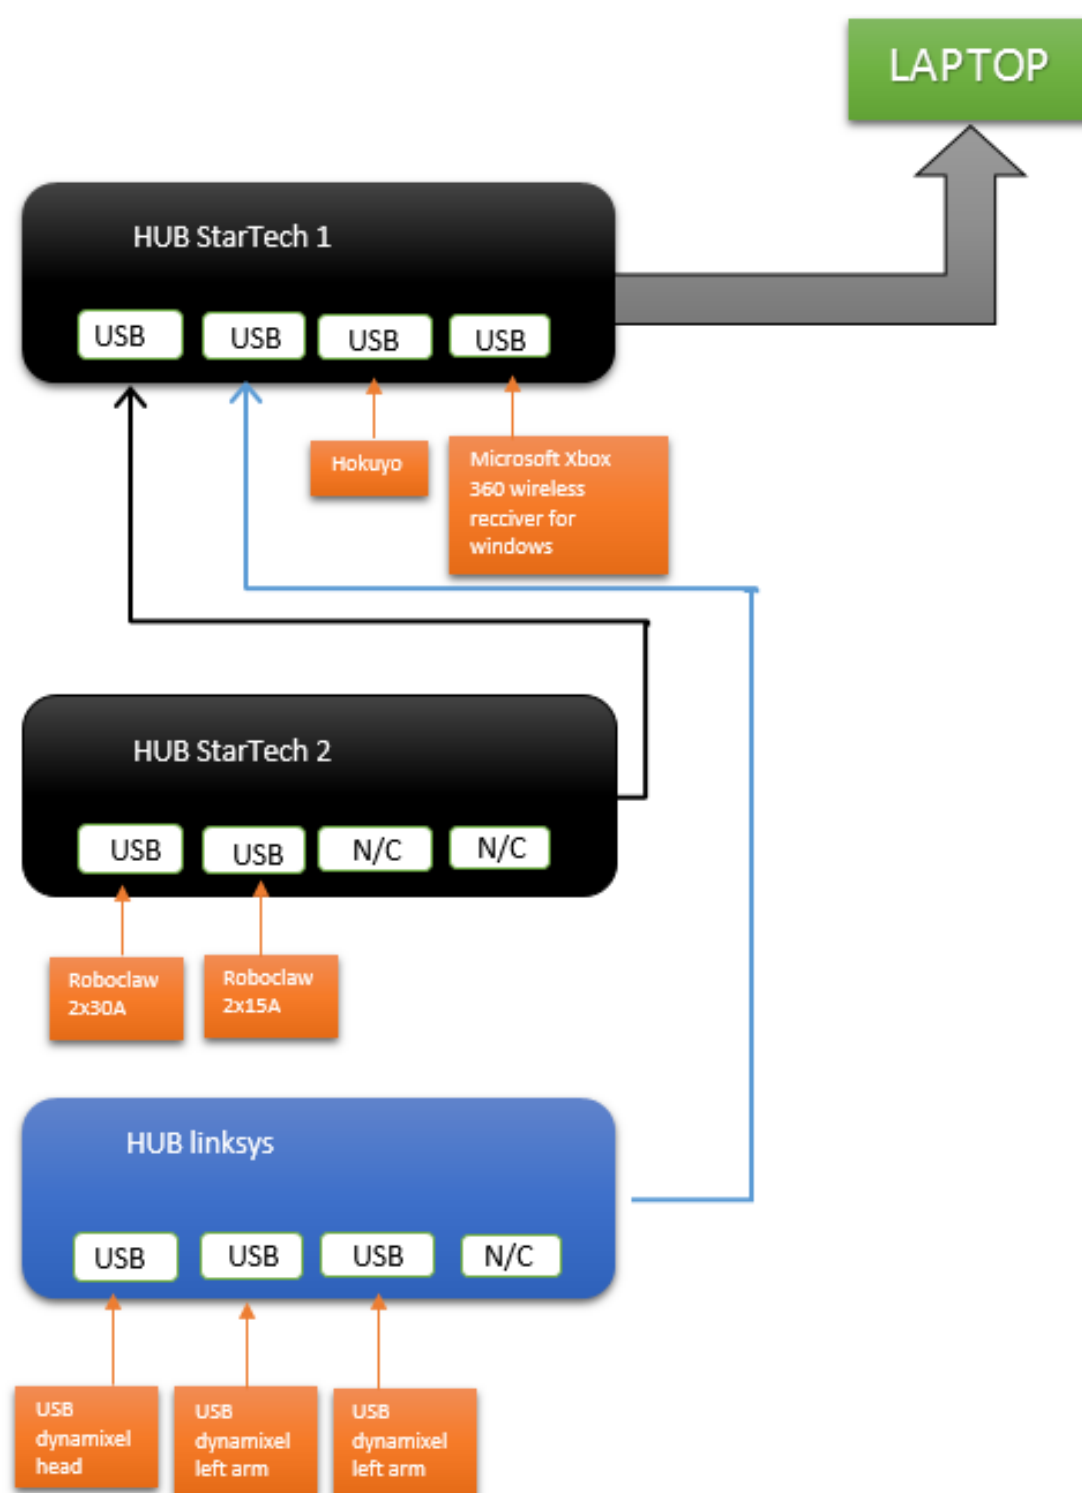 LAPTOP
HUB StarTech 1
USB
USB
USB
USB
Hokuyo
Microsoft Xbox
360 wireless
recciver for
windows
HUB StarTech 2
USB
USB
N/C
N/C
Roboclaw
2x30A
Roboclaw
2x15A
HUB linksys
USB
USB
USB
N/C
USB
dynamixel
head
USB
dynamixel
left arm
USB
dynamixel
left arm